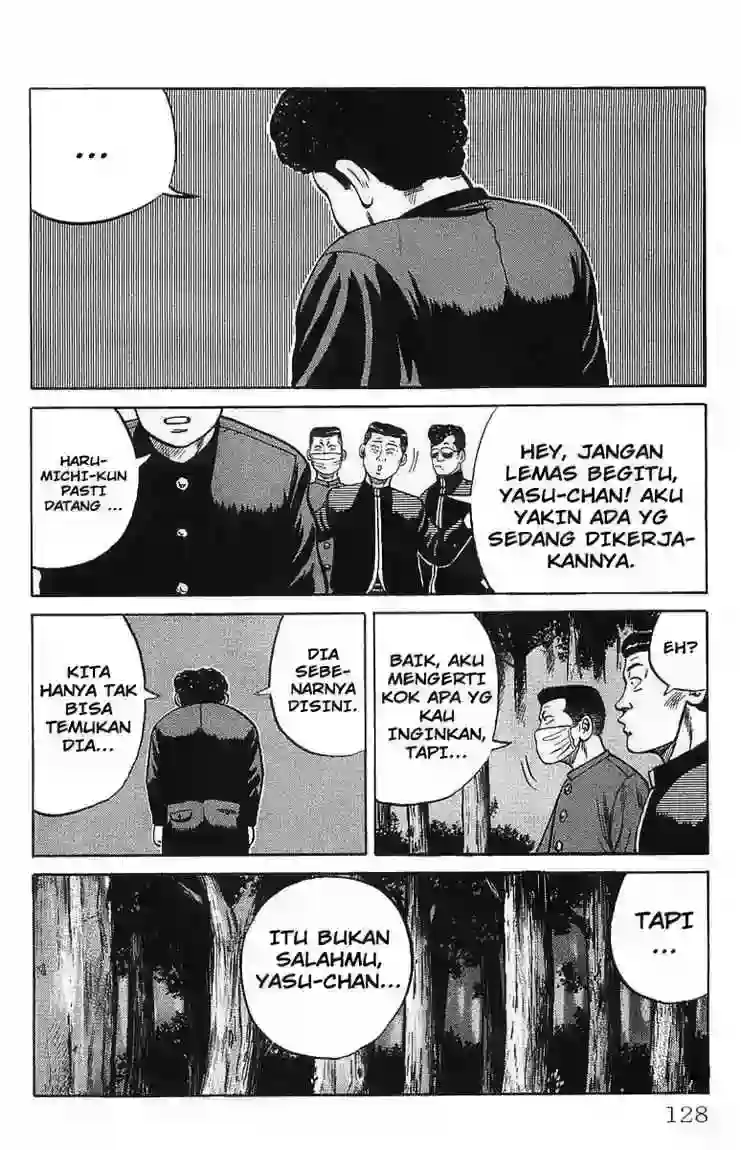 ...
HEY, JANGAN
LEMAS BEGITU,
YASU-CHAN! AKU
YAKIN ADA YG
SEDANG DIKERJA-
KANNYA.
HARU-
MICHI-KUN
PASTI
DATANG ...
EH?
BAIK, AKU
MENGERTI
KOK APA YG
KAU
INGINKAN,
TAPI...
DIA
SEBE-
NARNYA
DISINI.
KITA
HANYA TAK
BISA
TEMUKAN
DIA...
TAPI
...
ITU BUKAN
SALAHMU,
YASU-CHAN...
128